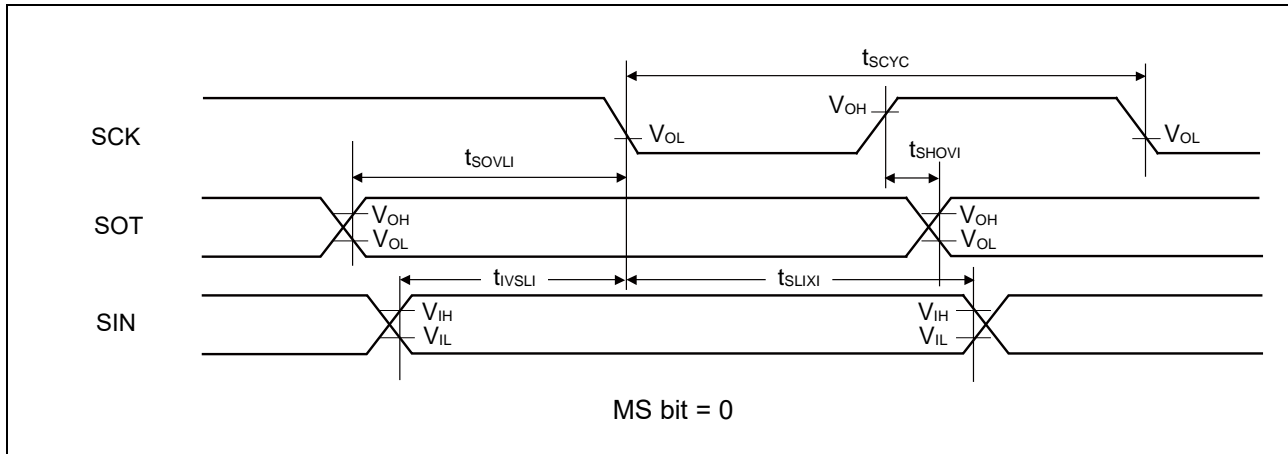 tSCYC
SCK
VOH
VOL
VOL
tSOVLI
tSHOVI
SOT
VOH
VOL
VOH
VOL
tIVSLI
tSLIXI
SIN
VIH
VIL
VIH
VIL
MS bit = 0